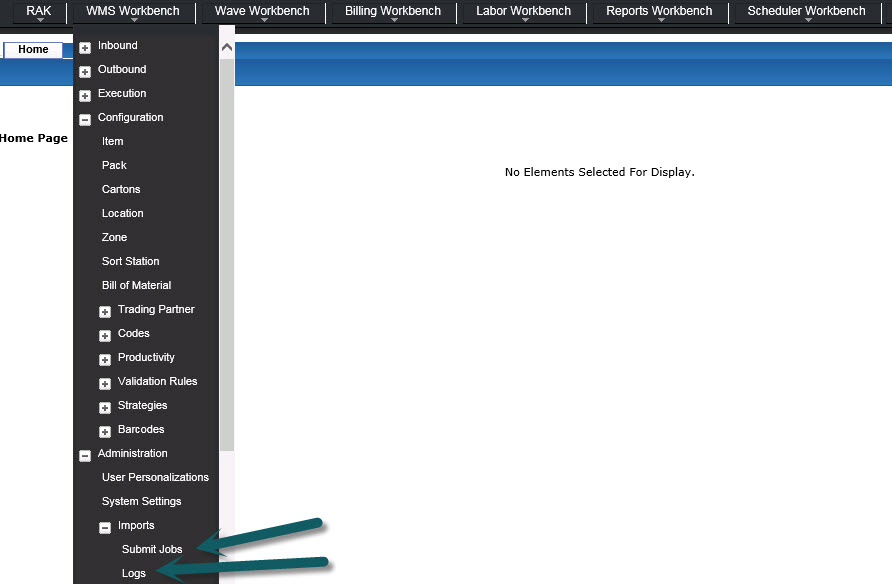 RAK WMS Workbench Wave Workbench Billing Workbench Labor Workbench Reports Workbench Scheduler Workbench
Home
Home Page
Inbound
Outbound
Execution
Configuration
Item
Pack
Cartons
Location
Zone
Sort Station
Bill of Material
Trading Partner
Codes
Productivity
Validation Rules
Strategies
Barcodes
Administration
User Personalizations
System Settings
Imports
Submit Jobs
Logs
No Elements Selected For Display.